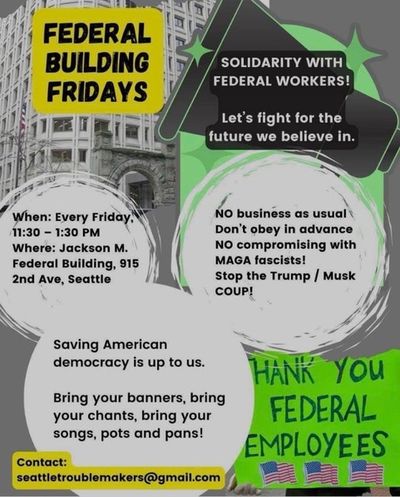 FEDERAL
BUILDING
FRIDAYS
SOLIDARITY WITH
FEDERAL WORKERS!
Let's fight for the
future we believe in.
When: Every Friday,
11:30 – 1:30 PM
Where: Jackson M.
Federal Building, 915
2nd Ave, Seattle
NO business as usual
Don't obey in advance
NO compromising with
MAGA fascists!
Stop the Trump / Musk
COUP!
Saving American
democracy is up to us.
Bring your banners, bring
your chants, bring your
songs, pots and pans!
THANK YOU
FEDERAL
EMPLOYEES
Contact:
seattletroublemakers@gmail.com